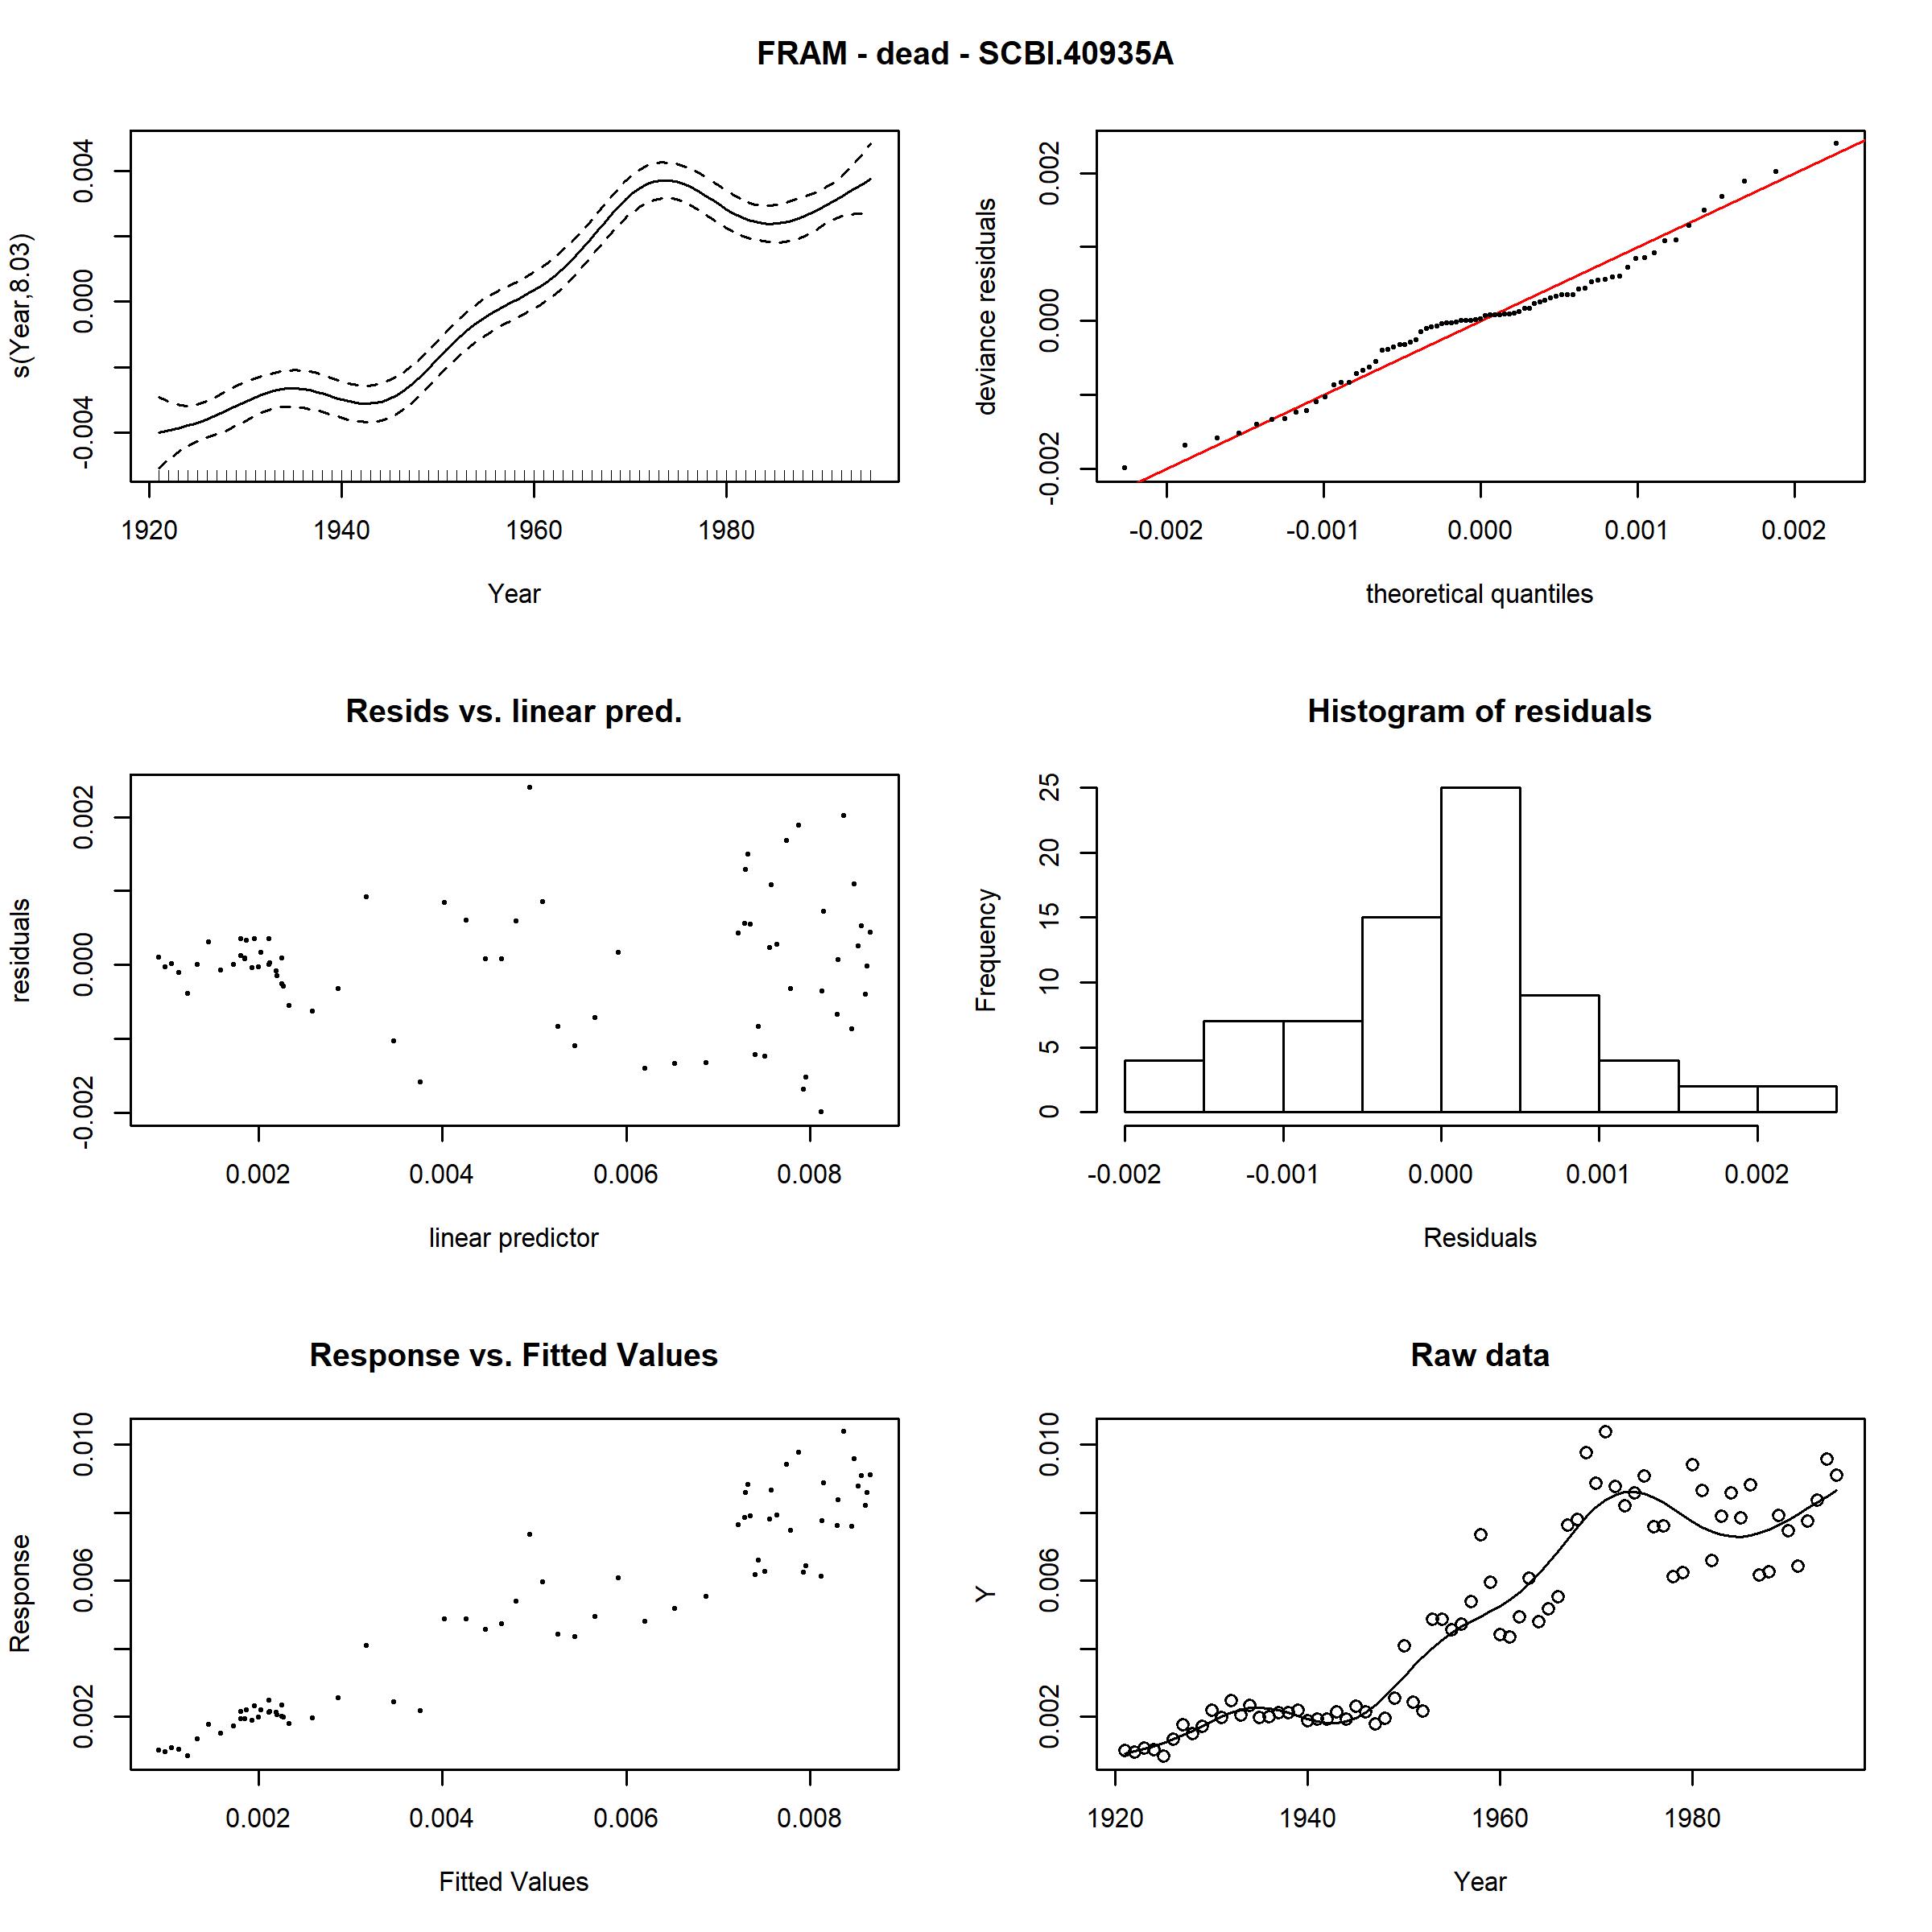 FRAM - dead - SCBI.40935A
s(Year,8.03)
-0.004 0.000 0.004
1920 1940 1960 1980
Year
deviance residuals
-0.002 0.000 0.002
-0.002 -0.001 0.000 0.001 0.002
theoretical quantiles
Resids vs. linear pred.
residuals
-0.002 0.000 0.002
0.002 0.004 0.006 0.008
linear predictor
Histogram of residuals
Frequency
0 5 10 15 20 25
-0.002 -0.001 0.000 0.001 0.002
Residuals
Response vs. Fitted Values
Response
0.002 0.006 0.010
0.002 0.004 0.006 0.008
Fitted Values
Raw data
Y
0.002 0.006 0.010
1920 1940 1960 1980
Year